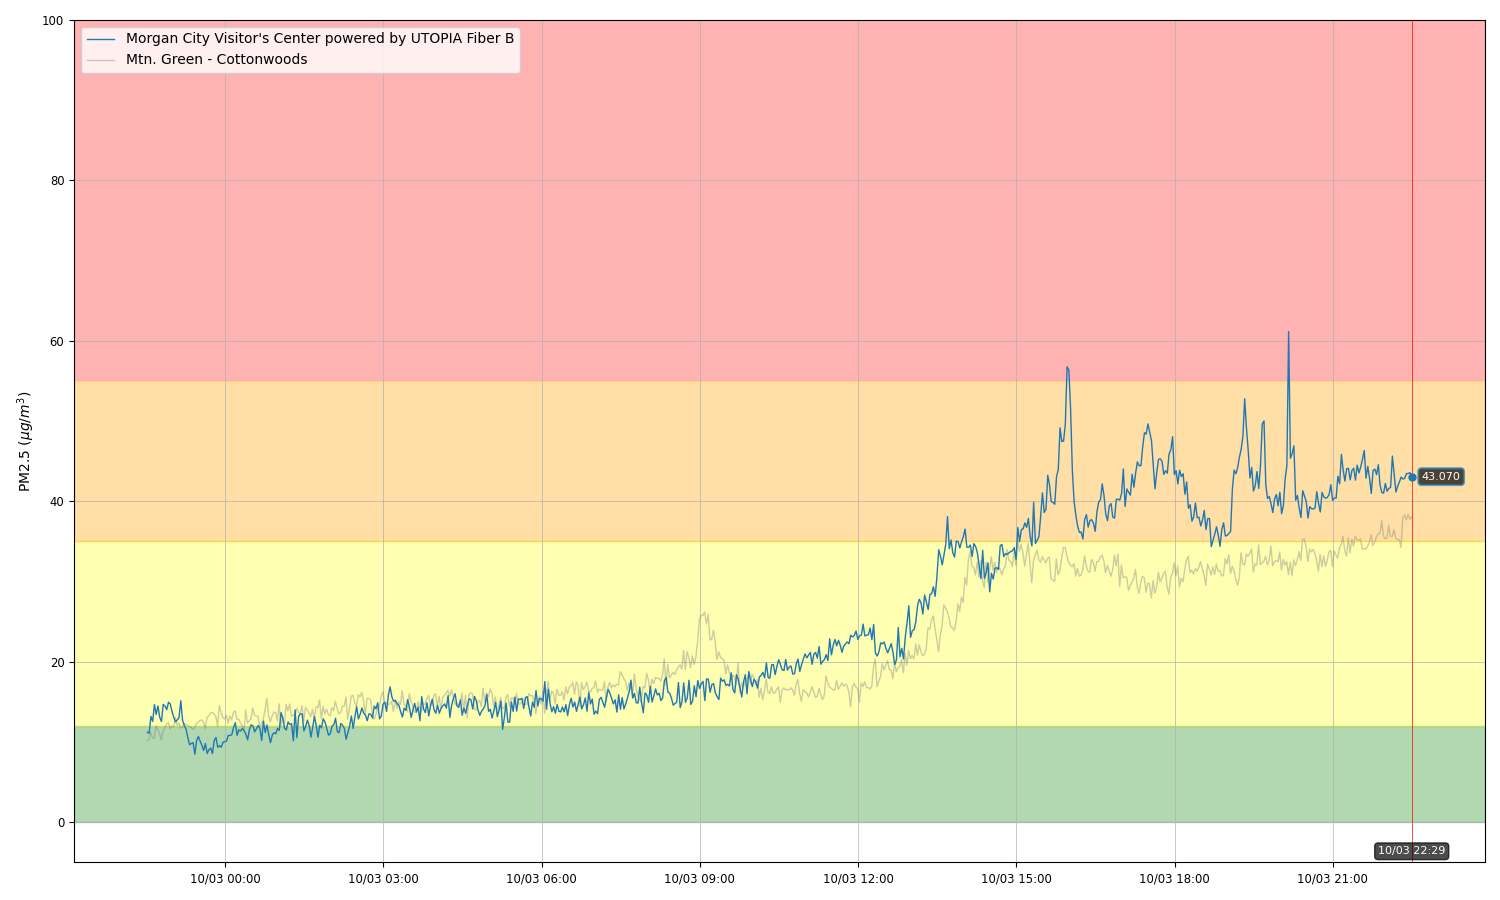 100
Morgan City Visitor's Center powered by UTOPIA Fiber B
Mtn. Green - Cottonwoods
80
60
PM2.5 (μg/m³)
43.070
40
20
0
10/03 22:29
10/03 00:00 10/03 03:00 10/03 06:00 10/03 09:00 10/03 12:00 10/03 15:00 10/03 18:00 10/03 21:00